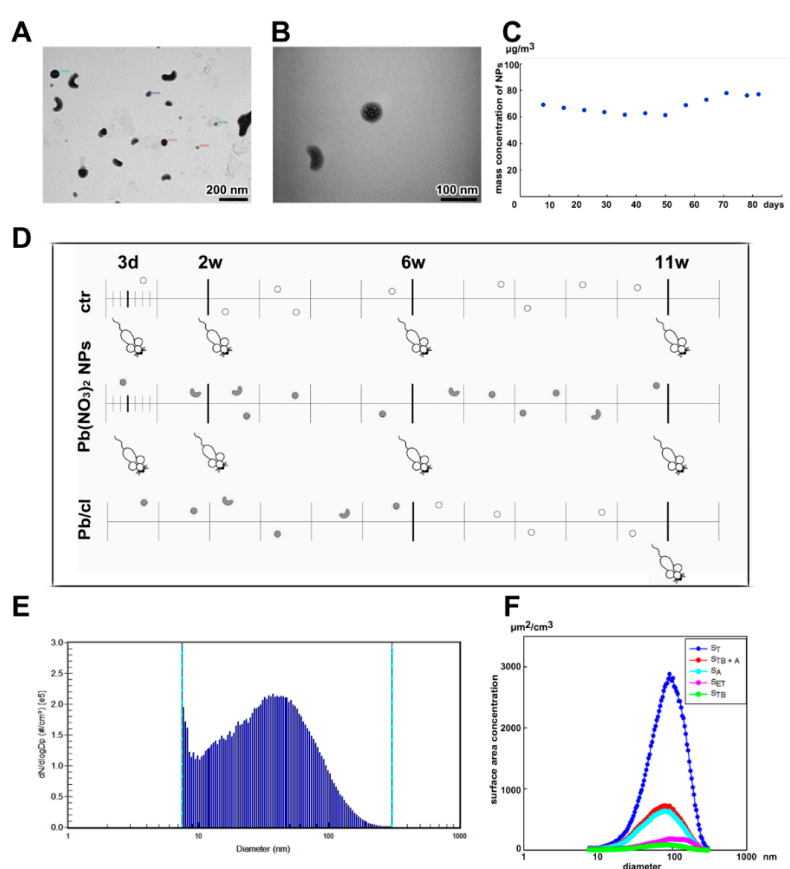 A
B
C
200 nm
100 nm
µg/m3
mass concentration of NPs
100
80
60
40
20
0
10
20
30
40
50
60
70
80
days
D
3d
2w
6w
11w
ctr
Pb(NO3)2 NPs
Pb/cl
E
dN/dlogDp (#/cm³) [e5]
3.0
2.5
2.0
1.5
1.0
0.5
0.0
1
10
100
1000
Diameter (nm)
F
µm2/cm3
surface area concentration
3000
2000
1000
0
1
10
100
1000
nm
diameter
ST
STB + A
SA
SET
STB